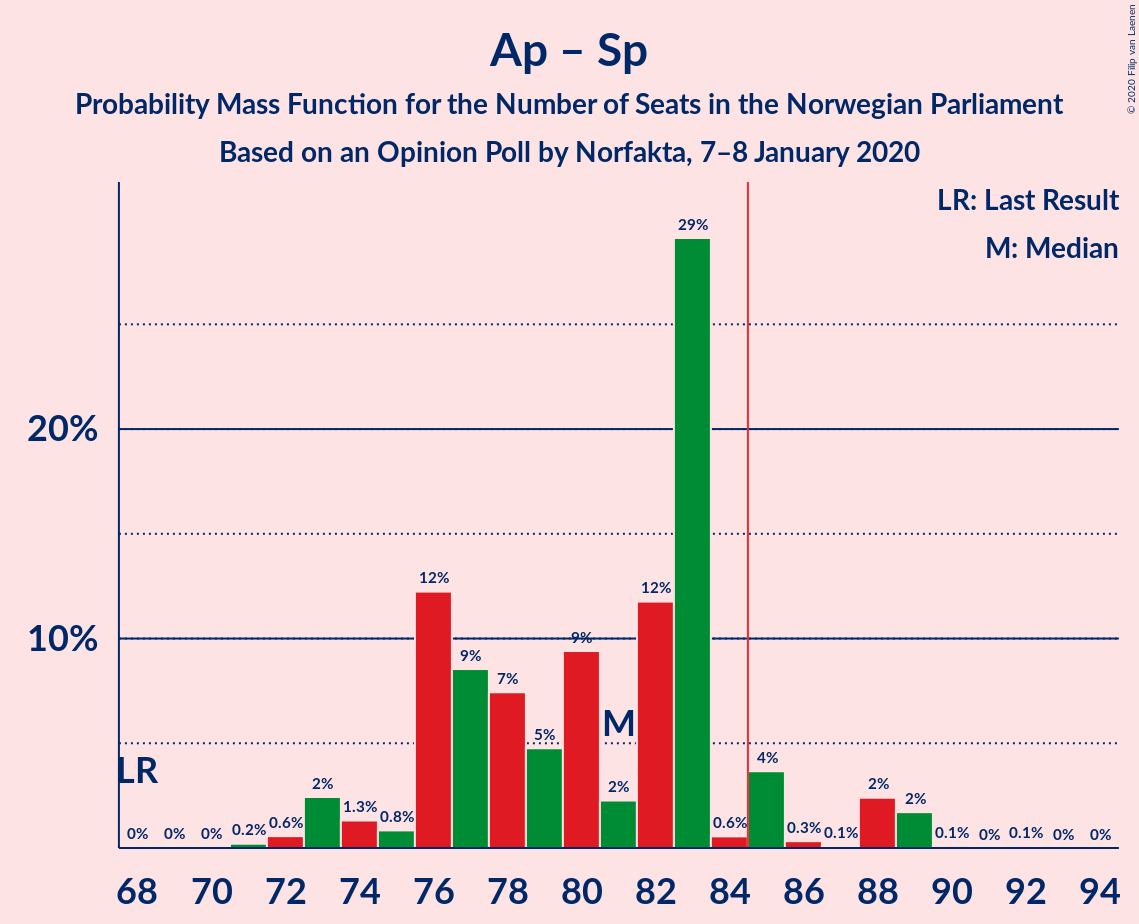 Ap – Sp
Probability Mass Function for the Number of Seats in the Norwegian Parliament
Based on an Opinion Poll by Norfakta, 7–8 January 2020
© 2020 Filip van Laenen
LR: Last Result
M: Median
20%
10%
LR
M
0% 0% 0% 0.2% 0.6% 2% 1.3% 0.8% 12% 9% 7% 5% 9% 2% 12% 29% 0.6% 4% 0.3% 0.1% 2% 2% 0.1% 0% 0.1% 0% 0%
68 70 72 74 76 78 80 82 84 86 88 90 92 94